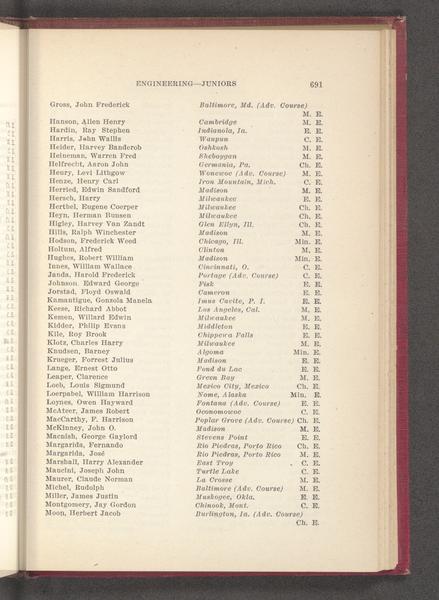 ENGINEERING—JUNIORS 691
Gross, John Frederick Baltimore, Md. (Adv. Course)
M. E.
Hanson, Allen Henry Cambridge M. E.
Hardin, Ray Stephen Indianola, Ia. E. E.
Harris, John Wallis Waupun C. E.
Heider, Harvey Banderob Oshkosh M. E.
Heineman, Warren Fred Sheboygan M. E.
Helfrecht, Aaron John Germania, Pa. Ch. E.
Henry, Levi Lithgow Wonewoc (Adv. Course) M. E.
Henze, Henry Carl Iron Mountain, Mich. C. E.
Herried, Edwin Sandford Madison M. E.
Hersch, Harry Milwaukee E. E.
Herthel, Eugene Coerper Milwaukee Ch. E.
Heyn, Herman Bunsen Milwaukee Ch. E.
Higley, Harvey Van Zandt Glen Ellyn, Ill. Ch. E.
Hills, Ralph Winchester Madison M. E.
Hodson, Frederick Weed Chicago, Ill. Min. E.
Holtum, Alfred Clinton M. E.
Hughes, Robert William Madison Min. E.
Innes, William Wallace Cincinnati, O. C. E.
Janda, Harold Frederick Portage (Adv. Course) C. E.
Johnson, Edward George Fisk E. E.
Jorstad, Floyd Oswald Cameron E. E.
Kamantigue, Gonzola Manela Imus Cavite, P. I. E. E.
Keese, Richard Abbot Los Angeles, Cal. M. E.
Kemen, Willard Edwin Milwaukee M. E.
Kidder, Philip Evans Middleton E. E.
Kile, Roy Brook Chippewa Falls E. E.
Klotz, Charles Harry Milwaukee M. E.
Knudsen, Barney Algoma Min. E.
Krueger, Forrest Julius Madison E. E.
Lange, Ernest Otto Fond du Lac E. E.
Leaper, Clarence Green Bay M. E.
Loeb, Louis Sigmund Mexico City, Mexico Ch. E.
Loerpabel, William Harrison Nome, Alaska Min. E.
Loynes, Owen Hayward Fontana (Adv. Course) E. E.
McAteer, James Robert Oconomowoc C. E.
MacCarthy, F. Harrison Poplar Grove (Adv. Course) Ch. E.
McKinney, John O. Madison M. E.
Macnish, George Gaylord Stevens Point E. E.
Margarida, Fernando Rio Piedras, Porto Rico Ch. E.
Margarida, José Rio Piedras, Porto Rico M. E.
Marshall, Harry Alexander East Troy C. E.
Mancini, Joseph John Turtle Lake C. E.
Maurer, Claude Norman La Crosse M. E.
Michel, Rudolph Baltimore (Adv. Course) M. E.
Miller, James Justin Muskogee, Okla. E. E.
Montgomery, Jay Gordon Chinook, Mont. C. E.
Moon, Herbert Jacob Burlington, Ia. (Adv. Course)
Ch. E.